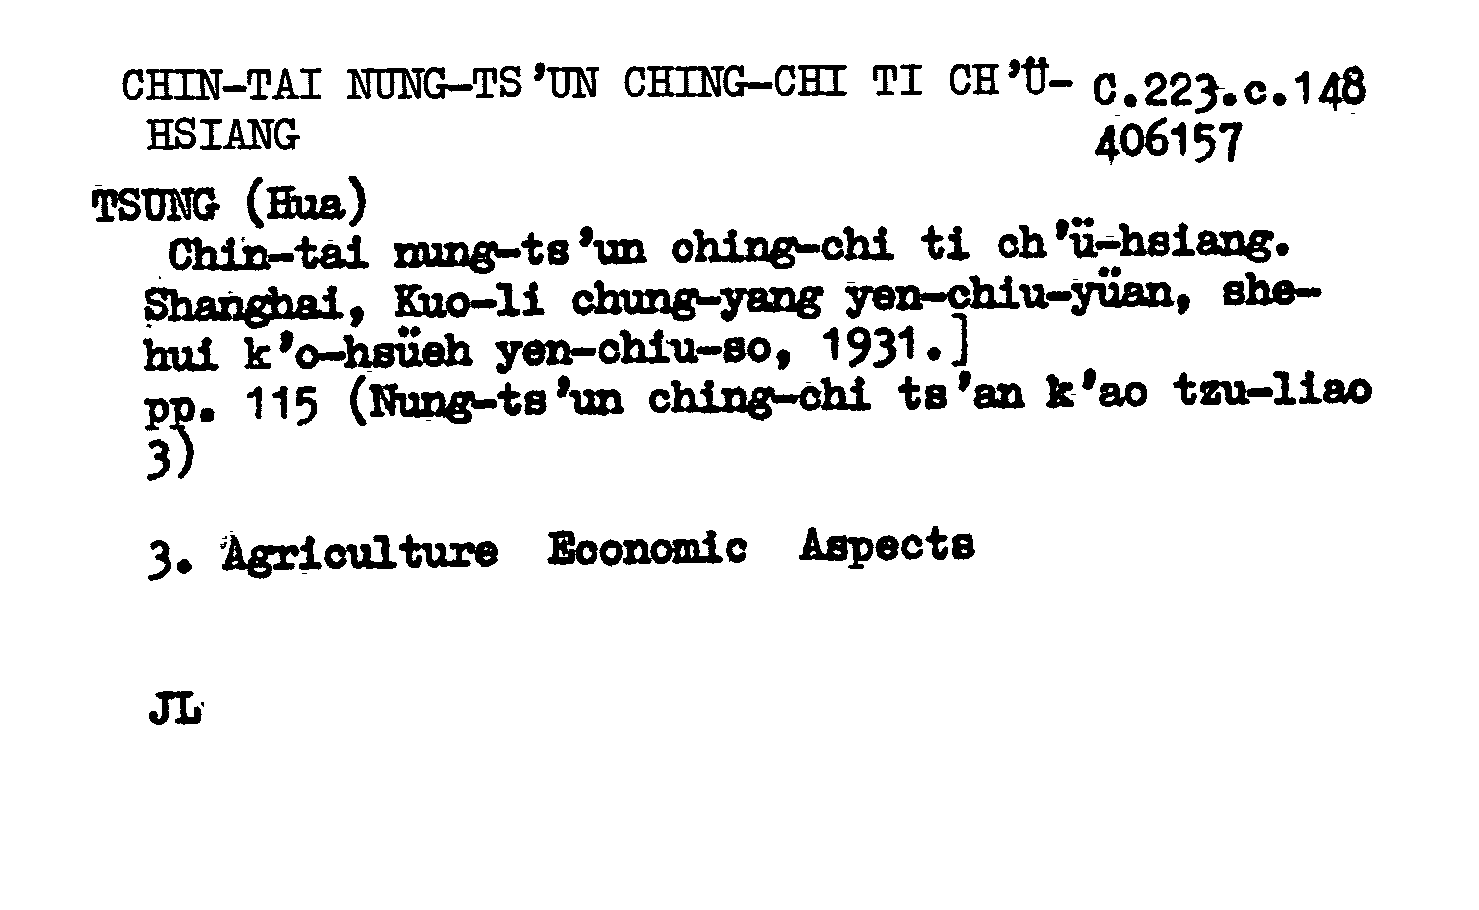 CHIN-TAI NUNG-TS'UN CHING-CHI TI CH'Ü- C.223.c.148
HSIANG 406157
TSUNG (Hua)
Chin-tai nung-ts'un ching-chi ti ch'ü-hsiang.
Shanghai, Kuo-li chung-yang yen-chiu-yüan, she-
hui k'o-hsüeh yen-chiu-so, 1931.]
pp. 115 (Nung-ts'un ching-chi ts'an k'ao tzu-liao
3)
3. Agriculture Economic Aspects
JL